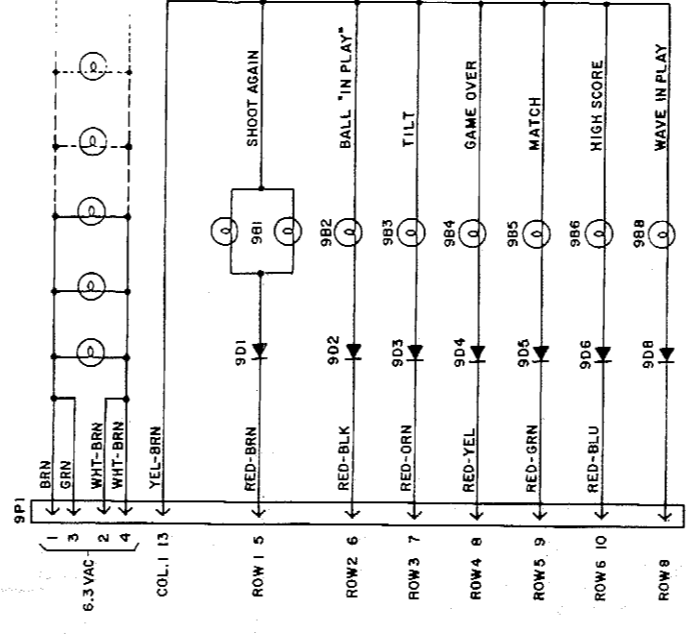 SHOOT AGAIN
BALL "IN PLAY"
TILT
GAME OVER
MATCH
HIGH SCORE
WAVE IN PLAY
9B1
9B2
9B3
9B4
9B5
9B6
9B8
9D1
9D2
9D3
9D4
9D5
9D6
9D8
BRN
GRN
WHT-BRN
WHT-BRN
YEL-BRN
RED-BRN
RED-BLK
RED-ORN
RED-YEL
RED-GRN
RED-BLU
9P1
1
3
2
4
6.3 VAC
COL. 1 13
ROW 1 5
ROW 2 6
ROW 3 7
ROW 4 8
ROW 5 9
ROW 6 10
ROW 8